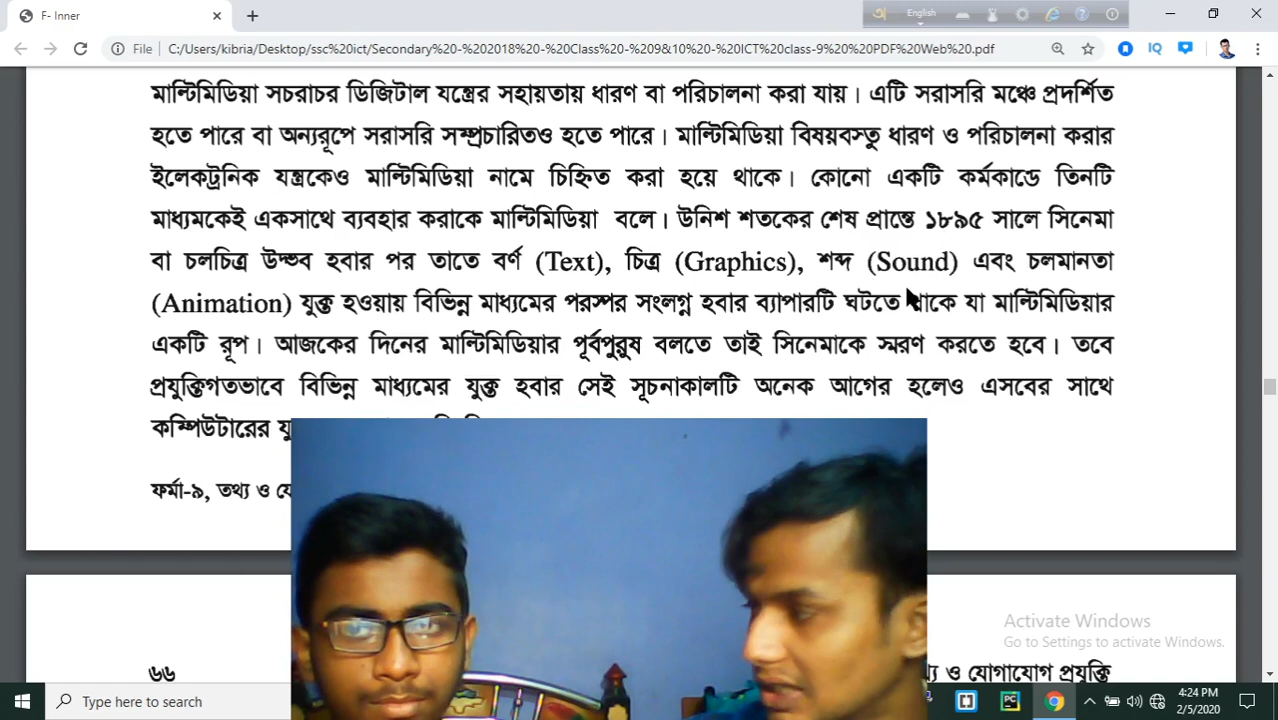 F- Inner
English
File C:/Users/kibria/Desktop/ssc%20ict/Secondary%20-%202018%20-%20Class%20-%209&10%20-%20ICT%20class-9%20%20PDF%20Web%20.pdf
মাল্টিমিডিয়া সচরাচর ডিজিটাল যন্ত্রের সহায়তায় ধারণ বা পরিচালনা করা যায়। এটি সরাসরি মঞ্চে প্রদর্শিত
হতে পারে বা অন্যরূপে সরাসরি সম্প্রচারিতও হতে পারে। মাল্টিমিডিয়া বিষয়বস্তু ধারণ ও পরিচালনা করার
ইলেকট্রনিক যন্ত্রকেও মাল্টিমিডিয়া নামে চিহ্নিত করা হয়ে থাকে। কোনো একটি কর্মকান্ডে তিনটি
মাধ্যমকেই একসাথে ব্যবহার করাকে মাল্টিমিডিয়া বলে। উনিশ শতকের শেষ প্রান্তে ১৮৯৫ সালে সিনেমা
বা চলচিত্র উদ্ভব হবার পর তাতে বর্ণ (Text), চিত্র (Graphics), শব্দ (Sound) এবং চলমানতা
(Animation) যুক্ত হওয়ায় বিভিন্ন মাধ্যমের পরস্পর সংলগ্ন হবার ব্যাপারটি ঘটতে থাকে যা মাল্টিমিডিয়ার
একটি রূপ। আজকের দিনের মাল্টিমিডিয়ার পূর্বপুরুষ বলতে তাই সিনেমাকে স্মরণ করতে হবে। তবে
প্রযুক্তিগতভাবে বিভিন্ন মাধ্যমের যুক্ত হবার সেই সূচনাকালটি অনেক আগের হলেও এসবের সাথে
কম্পিউটারের
ফর্মা-৯, তথ্য ও
Activate Windows
Go to Settings to activate Windows.
৬৬ ও যোগাযোগ প্রযুক্তি
Type here to search
4:24 PM
2/5/2020